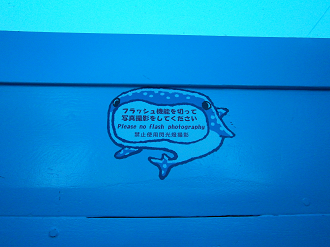 フラッシュ機能を切って
写真撮影をしてください
Please no flash photography
禁止使用閃光燈攝影